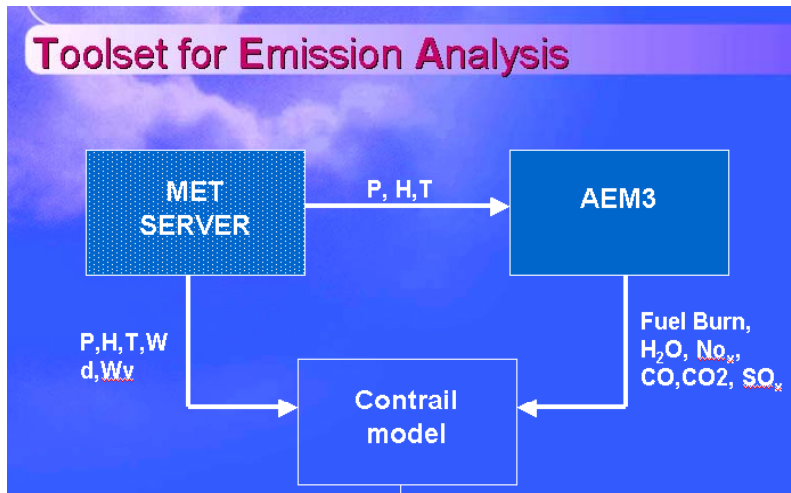 Toolset for Emission Analysis
MET
SERVER
P, H,T
AEM3
P,H,T,W
d,Wv
Fuel Burn,
H₂O, Noₓ,
CO,CO2, SOₓ
Contrail
model